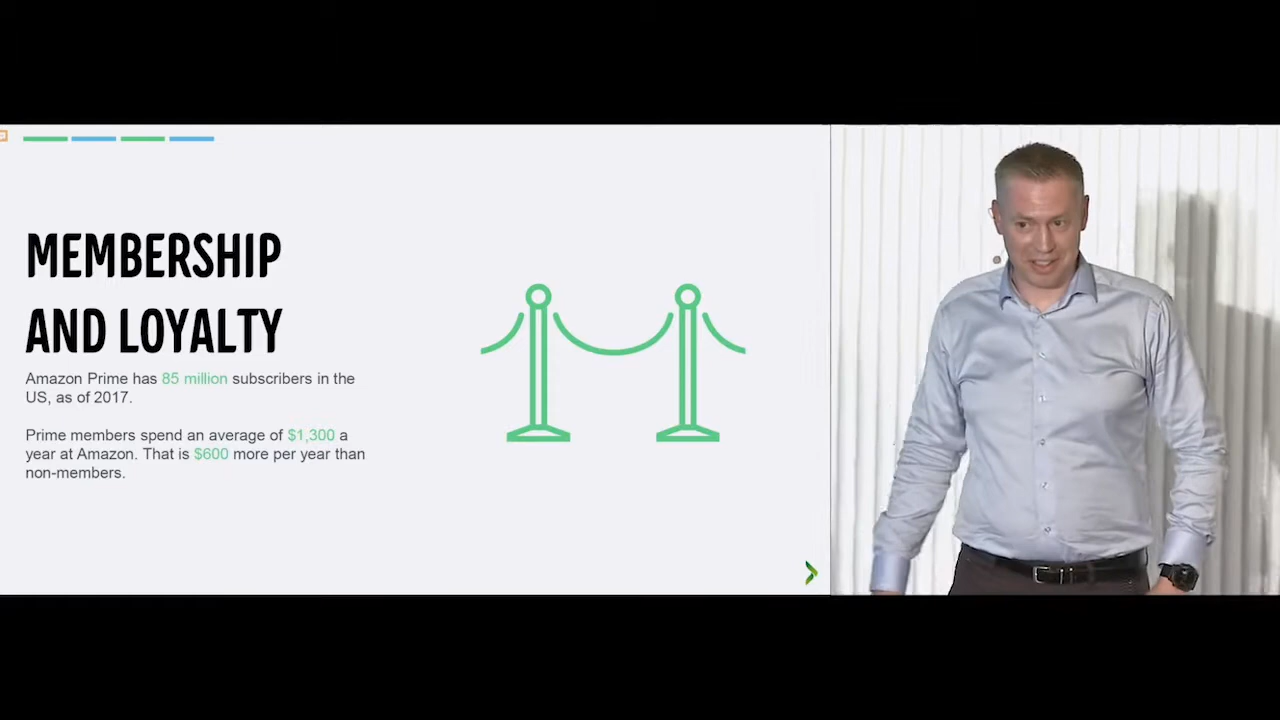 MEMBERSHIP
AND LOYALTY
Amazon Prime has 85 million subscribers in the
US, as of 2017.
Prime members spend an average of $1,300 a
year at Amazon. That is $600 more per year than
non-members.